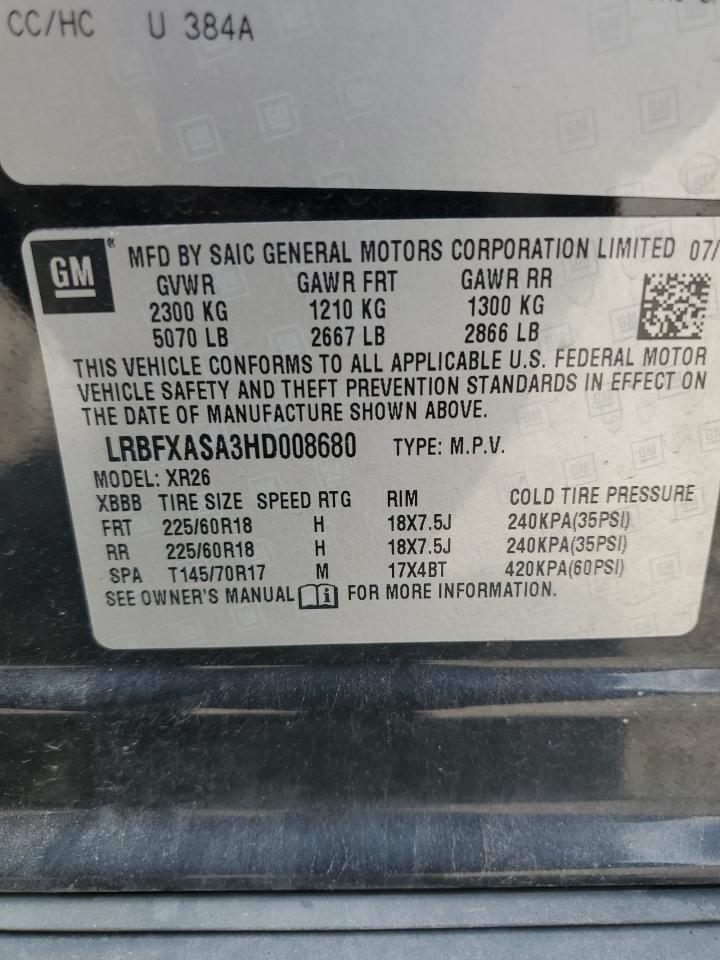 CC/HC U 384A
GM
® MFD BY SAIC GENERAL MOTORS CORPORATION LIMITED 07/
GVWR GAWR FRT GAWR RR
2300 KG 1210 KG 1300 KG
5070 LB 2667 LB 2866 LB
THIS VEHICLE CONFORMS TO ALL APPLICABLE U.S. FEDERAL MOTOR
VEHICLE SAFETY AND THEFT PREVENTION STANDARDS IN EFFECT ON
THE DATE OF MANUFACTURE SHOWN ABOVE.
LRBFXASA3HD008680 TYPE: M.P.V.
MODEL: XR26
XBBB TIRE SIZE SPEED RTG RIM COLD TIRE PRESSURE
FRT 225/60R18 H 18X7.5J 240KPA(35PSI)
RR 225/60R18 H 18X7.5J 240KPA(35PSI)
SPA T145/70R17 M 17X4BT 420KPA(60PSI)
SEE OWNER'S MANUAL i FOR MORE INFORMATION.